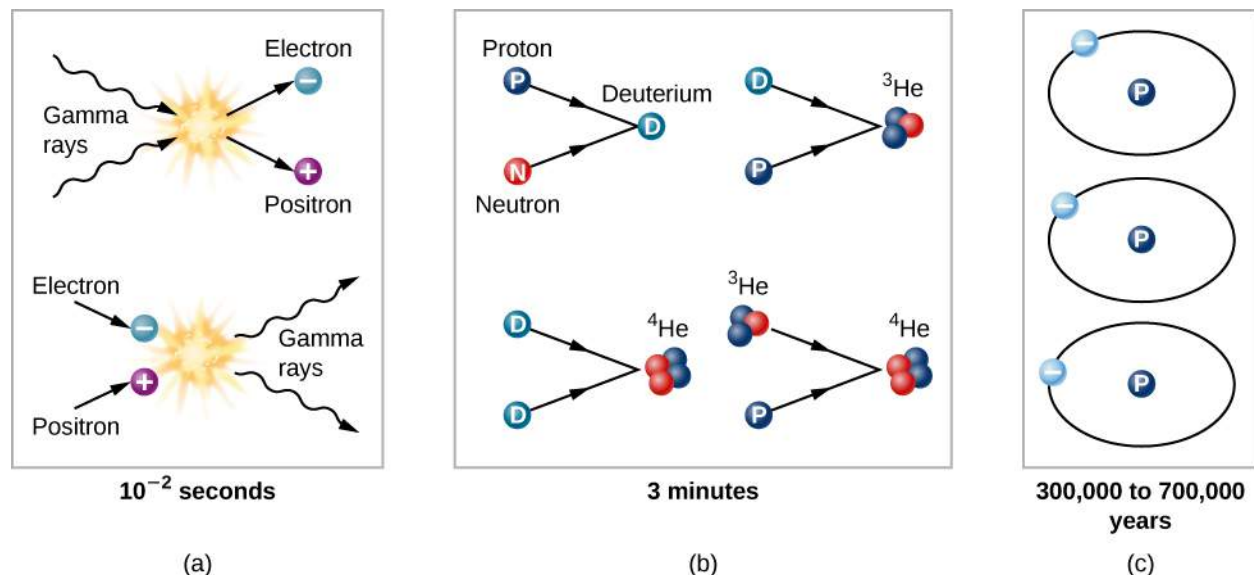 Electron
−
Gamma
rays
+
Positron
Electron
−
Gamma
rays
+
Positron
10⁻² seconds
(a)
Proton
P
Deuterium
D
N
Neutron
D
³He
P
D
⁴He
D
³He
⁴He
P
3 minutes
(b)
−
P
−
P
−
P
300,000 to 700,000
years
(c)